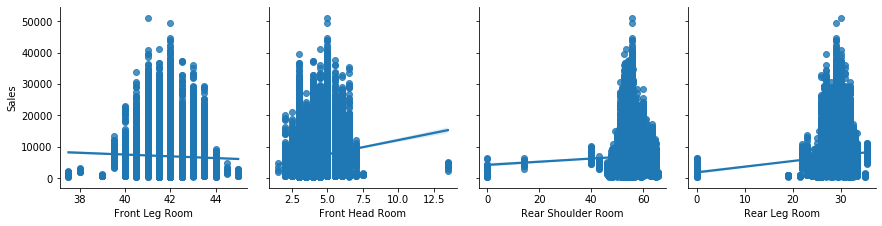 50000
40000
30000
20000
10000
0
Sales
38 40 42 44
Front Leg Room
2.5 5.0 7.5 10.0 12.5
Front Head Room
0 20 40 60
Rear Shoulder Room
0 10 20 30
Rear Leg Room